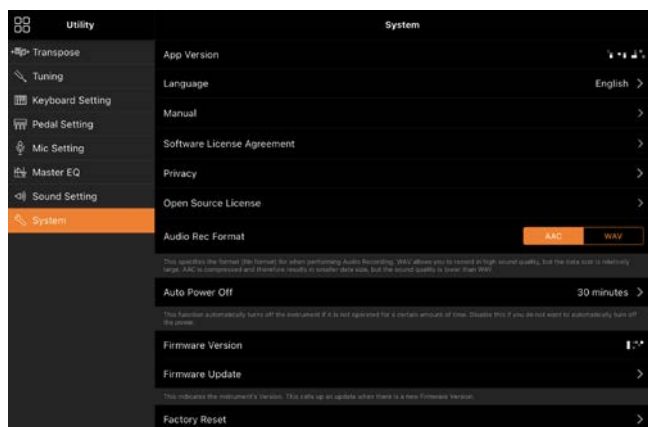 Utility
System
Transpose
Tuning
Keyboard Setting
Pedal Setting
Mic Setting
Master EQ
Sound Setting
System
App Version
Language English
Manual
Software License Agreement
Privacy
Open Source License
Audio Rec Format AAC WAV
This specifies the format (file format) for when performing Audio Recording. WAV allows you to record in high sound quality, but the data size is relatively
large. AAC is compressed and therefore results in smaller data size, but the sound quality is lower than WAV.
Auto Power Off 30 minutes
This function automatically turns off the instrument if it is not operated for a certain amount of time. Disable this if you do not want to automatically turn off
the power.
Firmware Version
Firmware Update
This indicates the instrument's Version. This calls up an update when there is a new Firmware Version.
Factory Reset